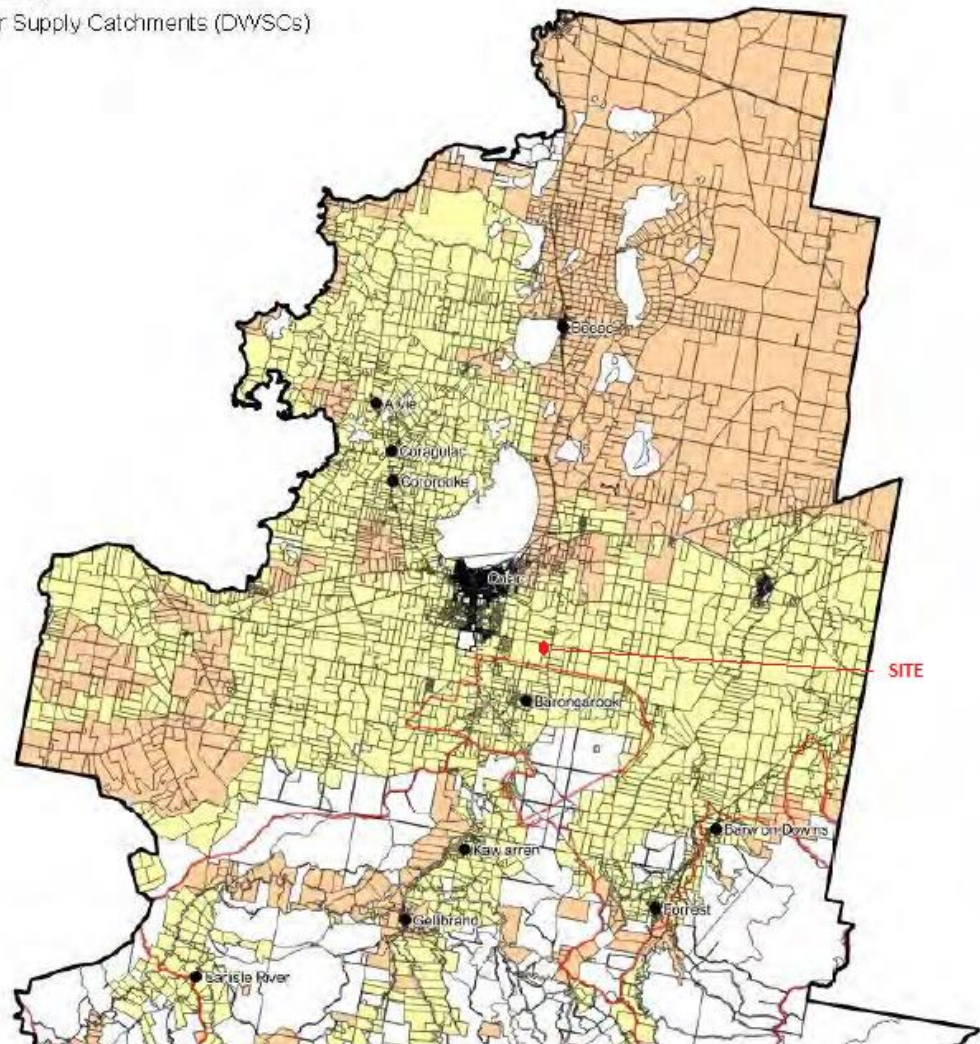 r Supply Catchments (DWSCs)
Beeac
Alvie
Coragulac
Cororooke
Colac
SITE
Barongarook
Barwon Downs
Kawarren
Forrest
Gellibrand
Carlisle River